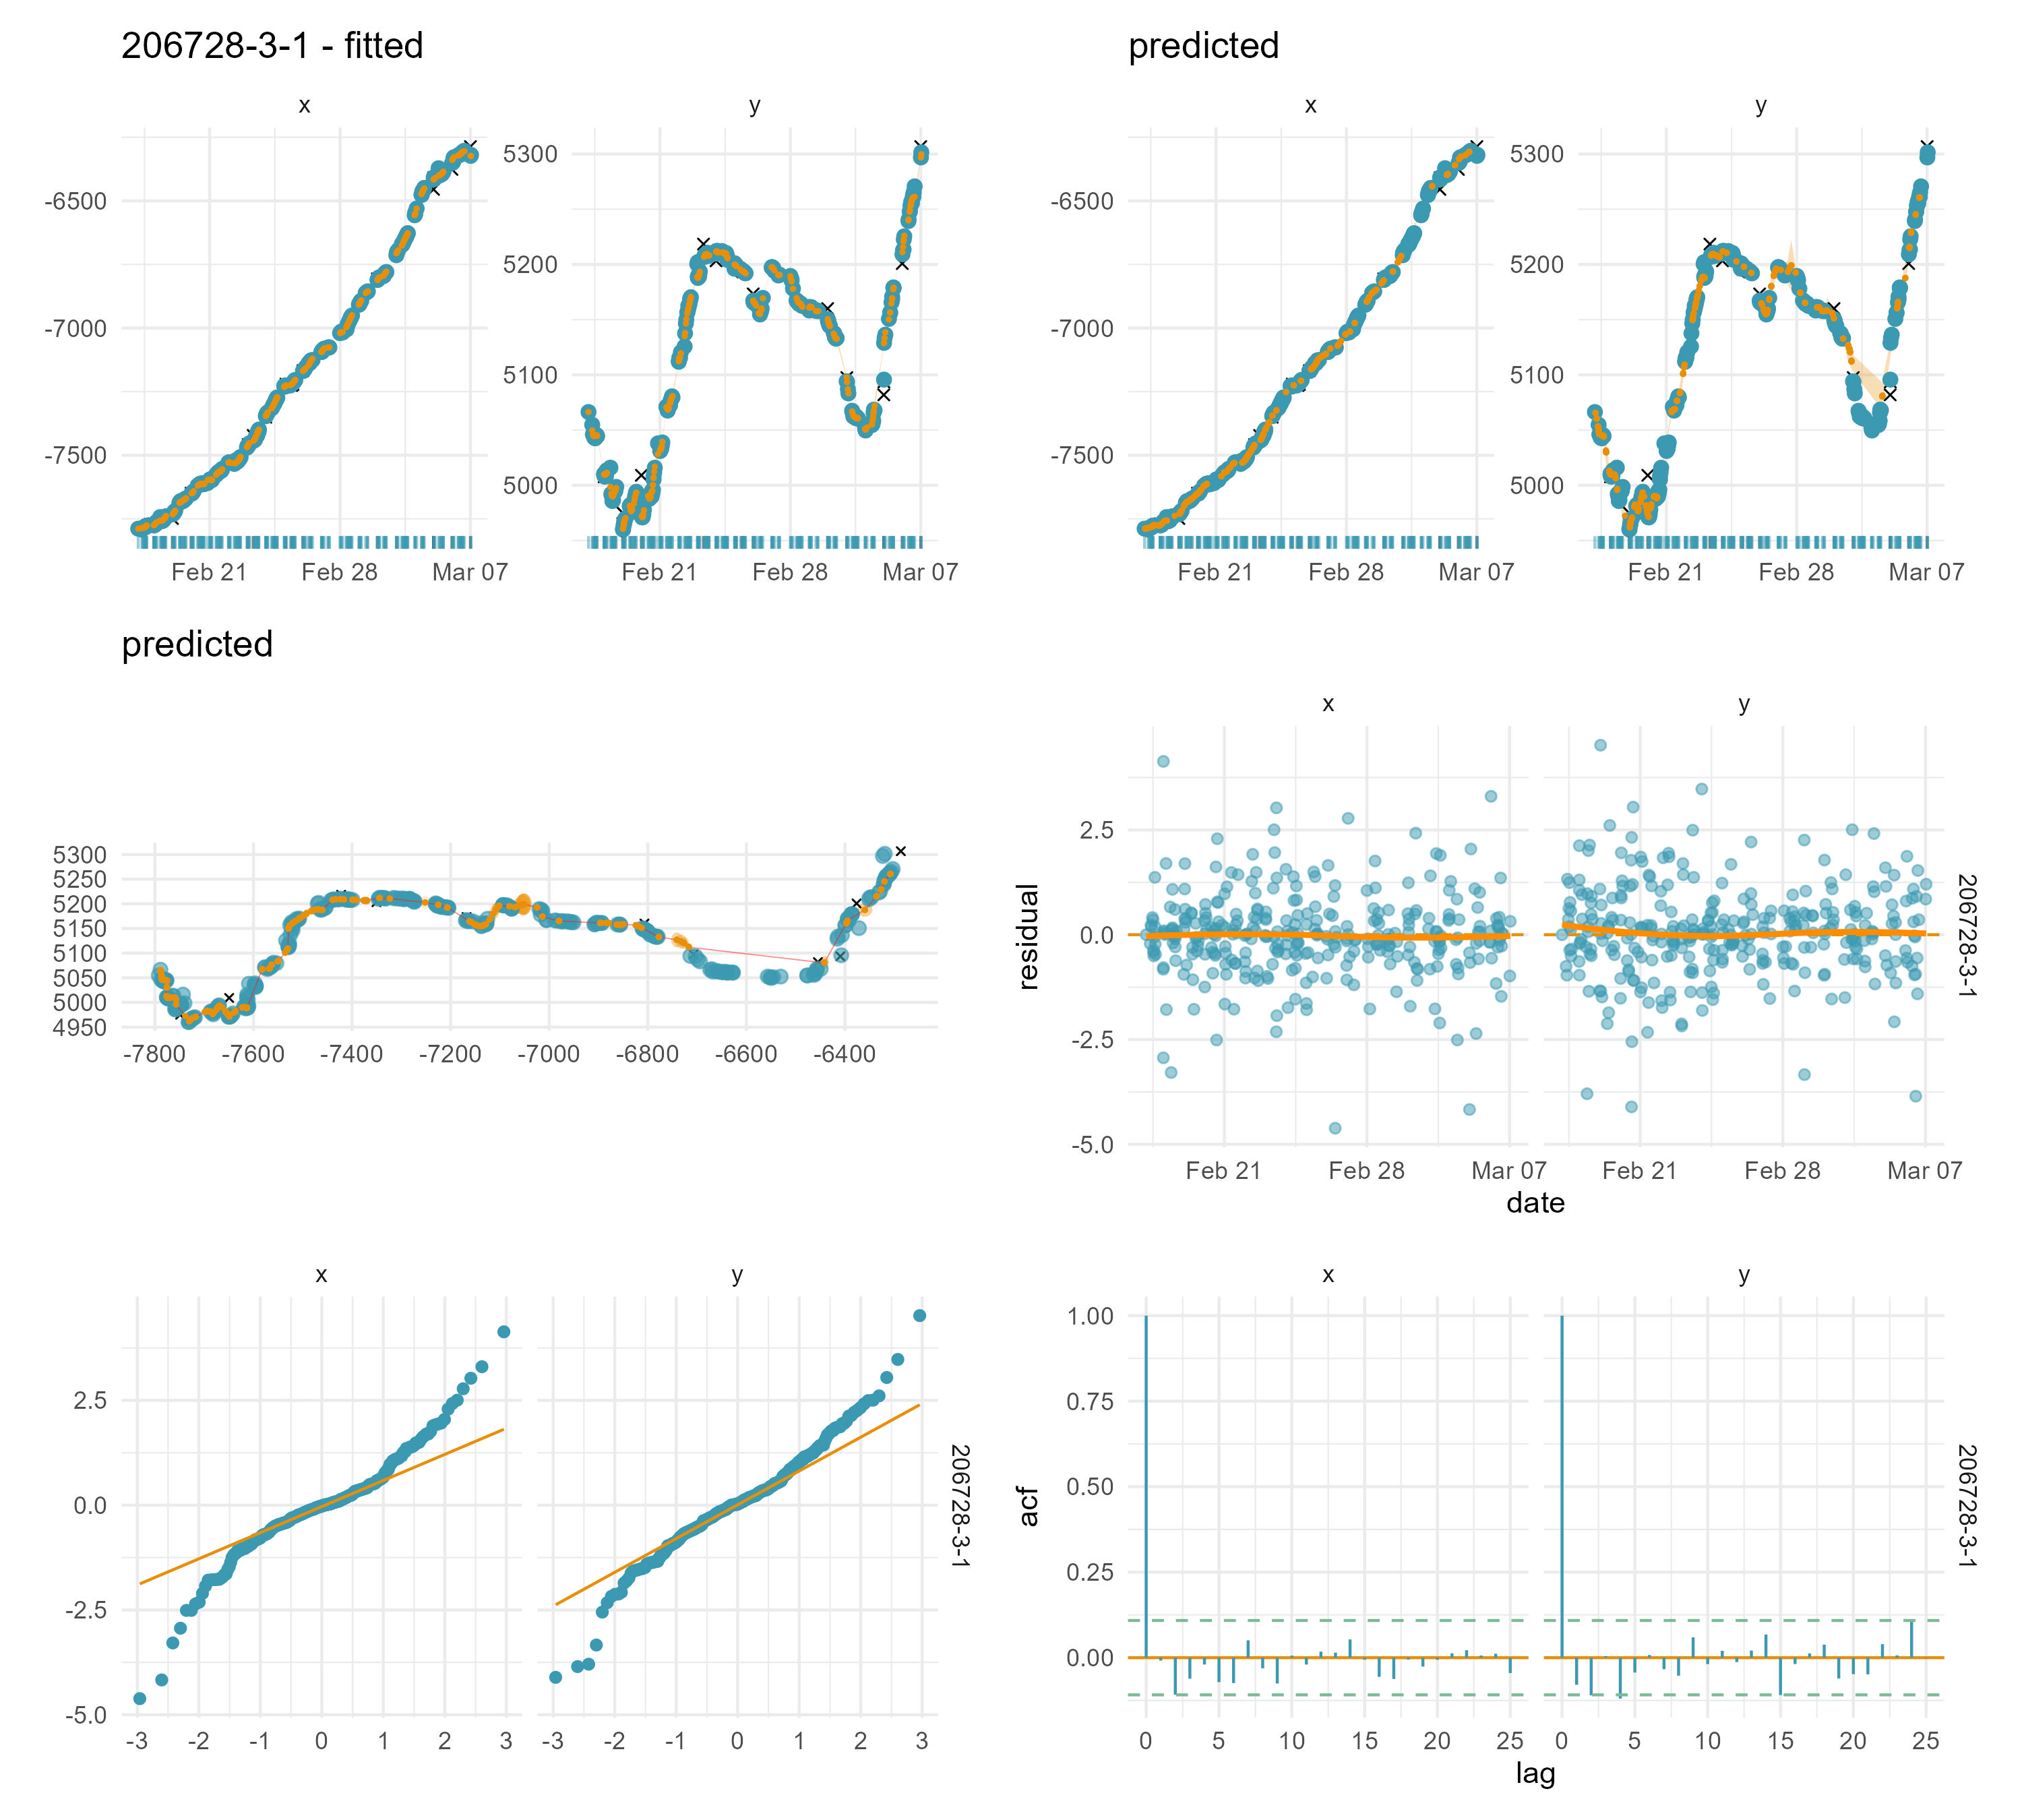 206728-3-1 - fitted
predicted
x
y
x
y
-6500
-7000
-7500
5300
5200
5100
5000
-6500
-7000
-7500
5300
5200
5100
5000
Feb 21 Feb 28 Mar 07
Feb 21 Feb 28 Mar 07
Feb 21 Feb 28 Mar 07
Feb 21 Feb 28 Mar 07
predicted
5300
5250
5200
5150
5100
5050
5000
4950
-7800 -7600 -7400 -7200 -7000 -6800 -6600 -6400
x
y
residual
2.5
0.0
-2.5
-5.0
206728-3-1
Feb 21 Feb 28 Mar 07
Feb 21 Feb 28 Mar 07
date
x
y
2.5
0.0
-2.5
-5.0
206728-3-1
-3 -2 -1 0 1 2 3
-3 -2 -1 0 1 2 3
x
y
acf
1.00
0.75
0.50
0.25
0.00
206728-3-1
0 5 10 15 20 25
0 5 10 15 20 25
lag